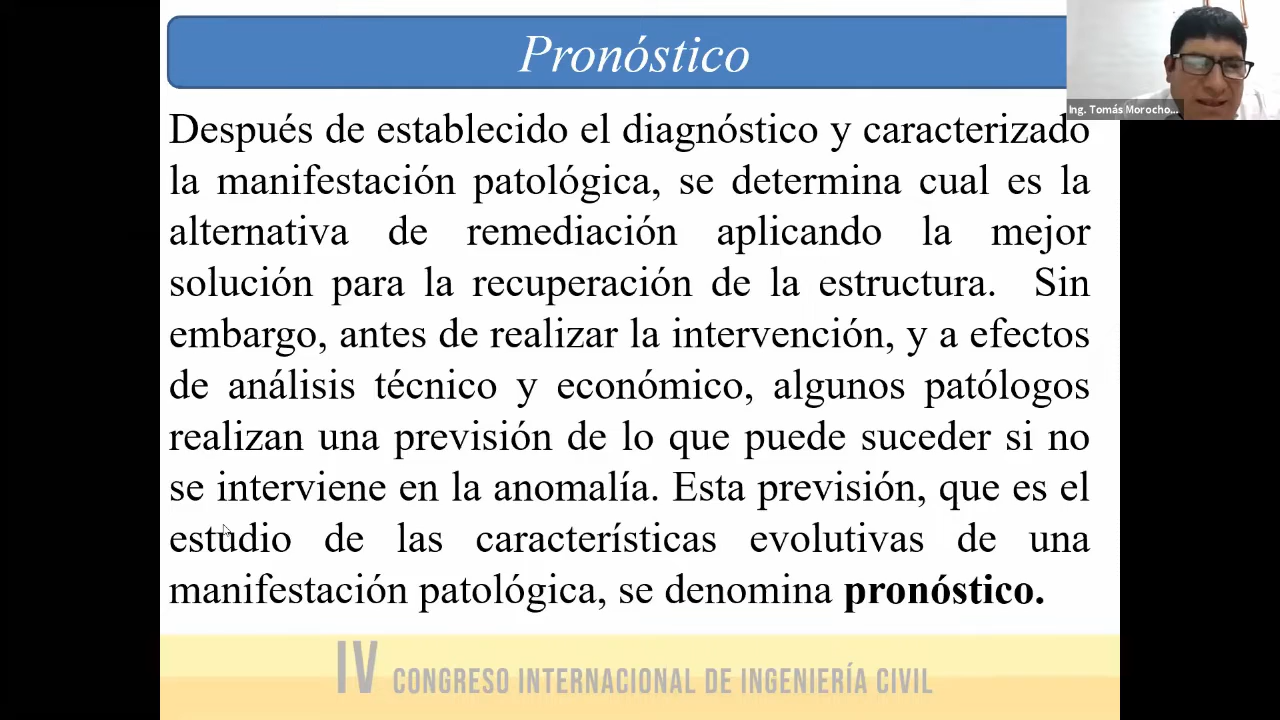 Pronóstico
Ing. Tomás Morocho...
Después de establecido el diagnóstico y caracterizado
la manifestación patológica, se determina cual es la
alternativa de remediación aplicando la mejor
solución para la recuperación de la estructura. Sin
embargo, antes de realizar la intervención, y a efectos
de análisis técnico y económico, algunos patólogos
realizan una previsión de lo que puede suceder si no
se interviene en la anomalía. Esta previsión, que es el
estudio de las características evolutivas de una
manifestación patológica, se denomina pronóstico.
IV CONGRESO INTERNACIONAL DE INGENIERÍA CIVIL